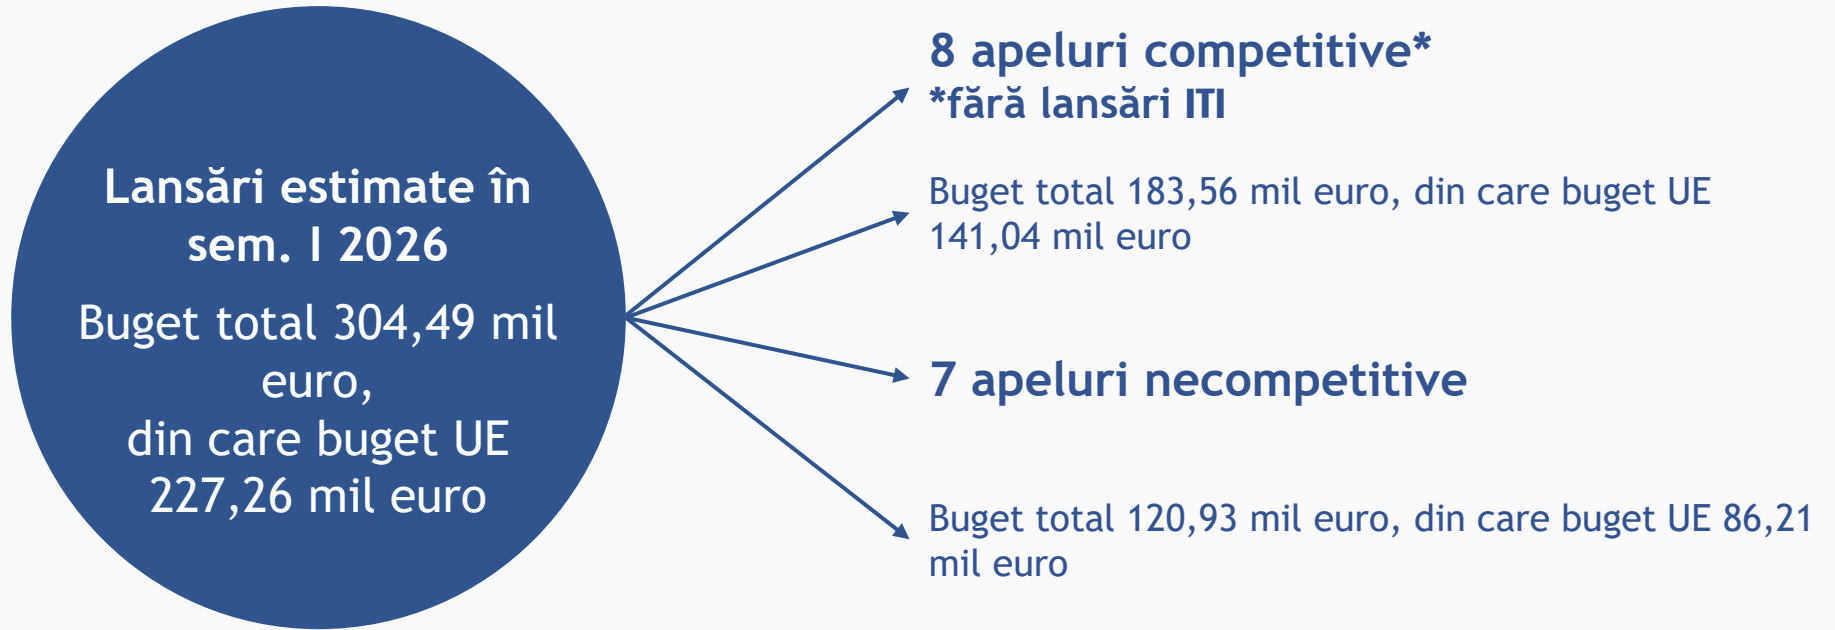 Lansări estimate în
sem. I 2026
Buget total 304,49 mil
euro,
din care buget UE
227,26 mil euro
8 apeluri competitive*
*fără lansări ITI
Buget total 183,56 mil euro, din care buget UE
141,04 mil euro
7 apeluri necompetitive
Buget total 120,93 mil euro, din care buget UE 86,21
mil euro